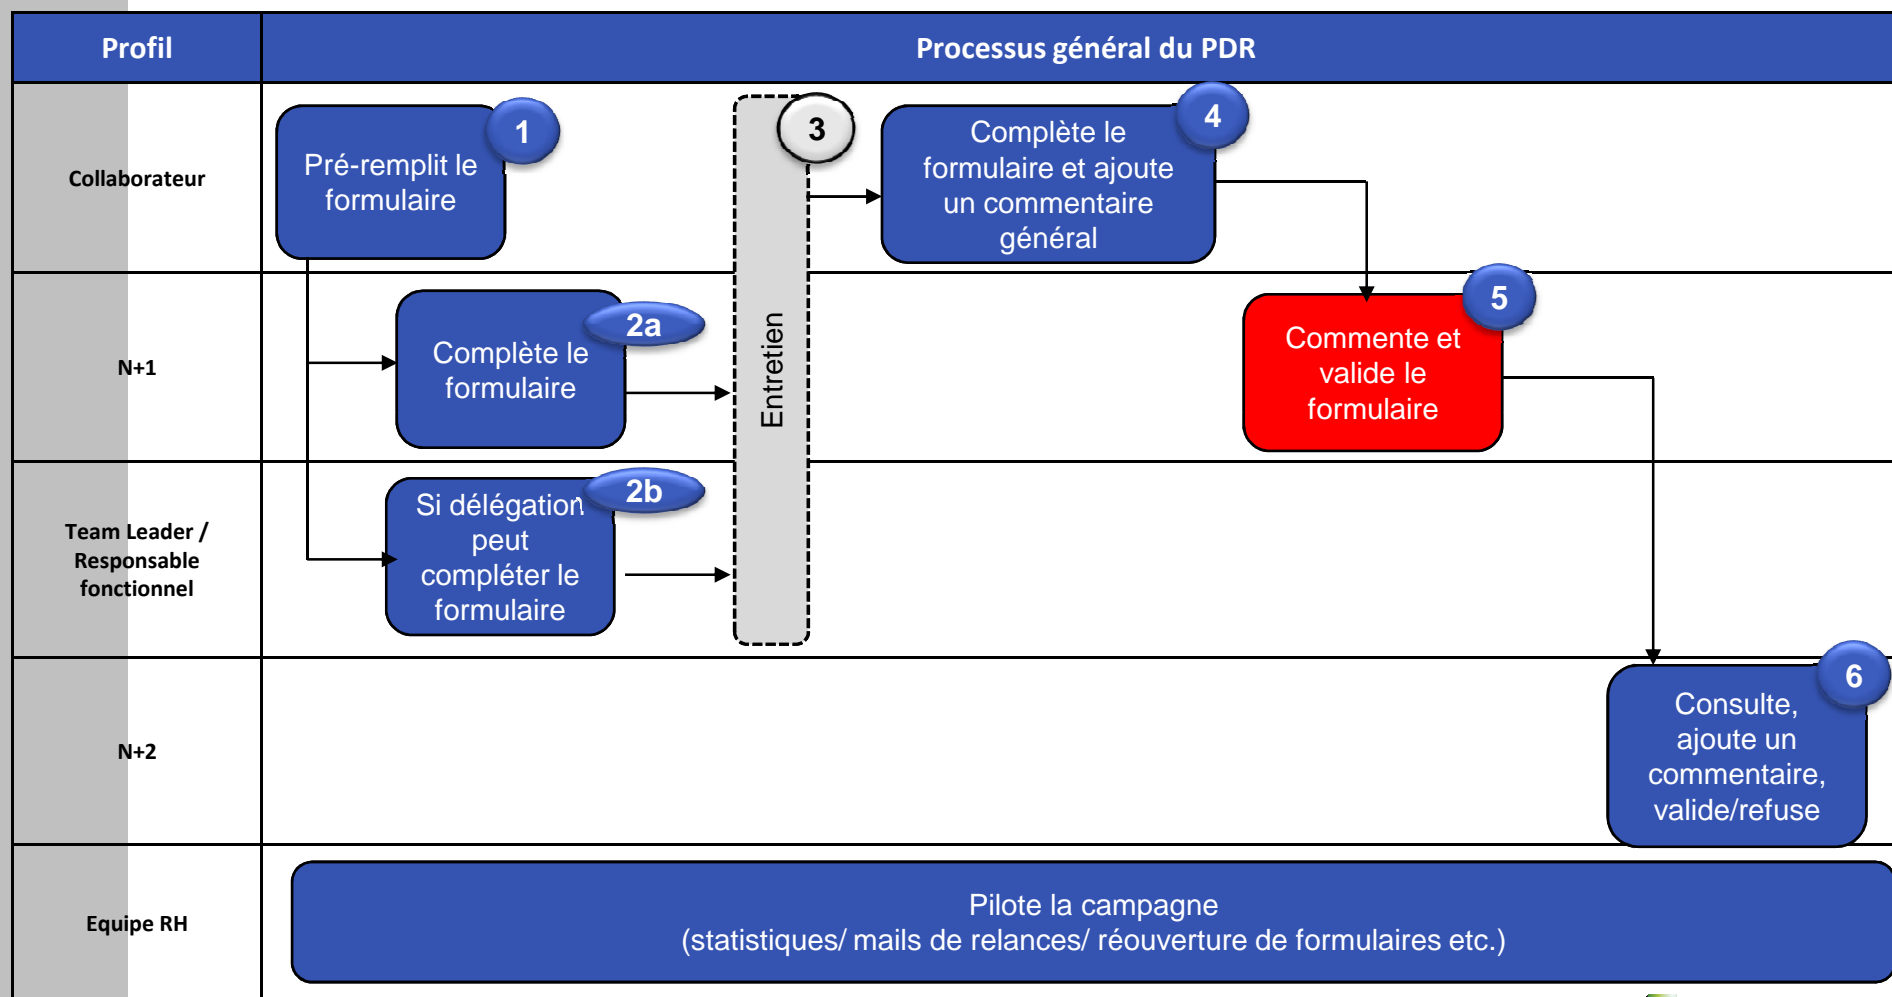 Profil
Processus général du PDR
Collaborateur
1
Pré-remplit le
formulaire
3
4
Complète le
formulaire et ajoute
un commentaire
général
N+1
2a
Complète le
formulaire
Entretien
5
Commente et
valide le
formulaire
Team Leader /
Responsable
fonctionnel
2b
Si délégation
peut
compléter le
formulaire
N+2
6
Consulte,
ajoute un
commentaire,
valide/refuse
Equipe RH
Pilote la campagne
(statistiques/ mails de relances/ réouverture de formulaires etc.)